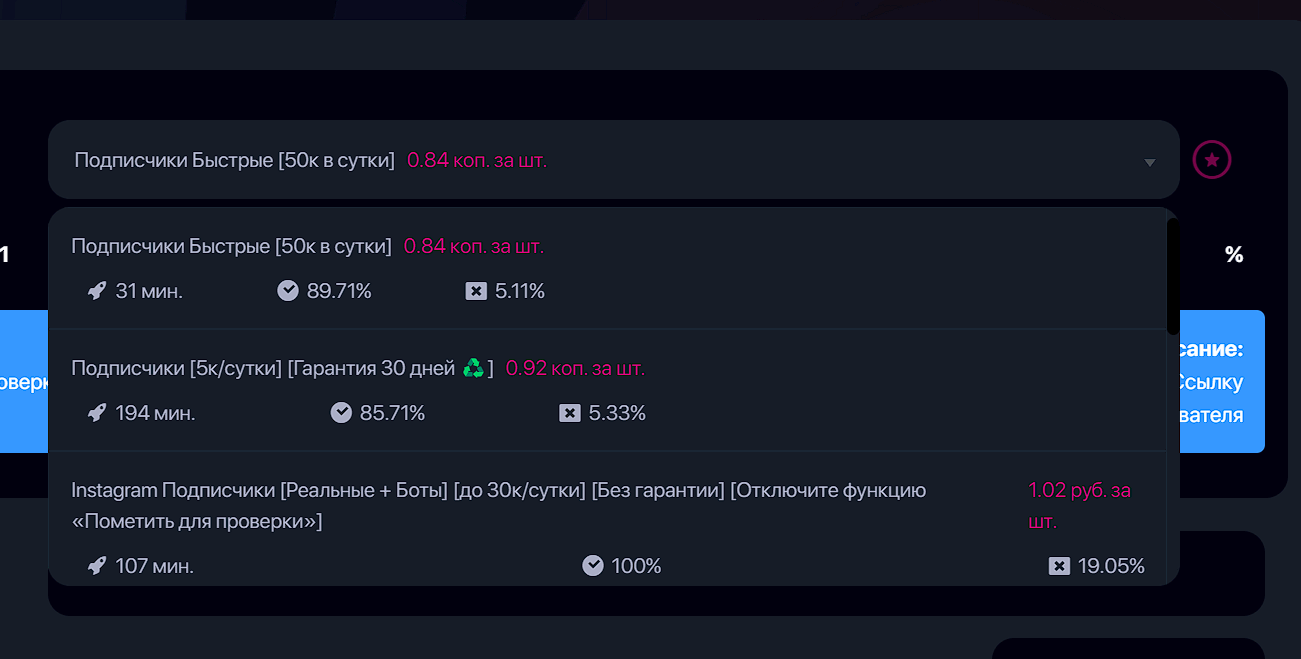 Подписчики Быстрые [50к в сутки] 0.84 коп. за шт.
Подписчики Быстрые [50к в сутки] 0.84 коп. за шт.
1
%
31 мин. 89.71% 5.11%
сание:
Подписчики [5к/сутки] [Гарантия 30 дней ♻] 0.92 коп. за шт.
оверк
Ссылку
194 мин. 85.71% 5.33%
вателя
Instagram Подписчики [Реальные + Боты] [до 30к/сутки] [Без гарантии] [Отключите функцию
«Пометить для проверки»]
1.02 руб. за
шт.
107 мин. 100% 19.05%